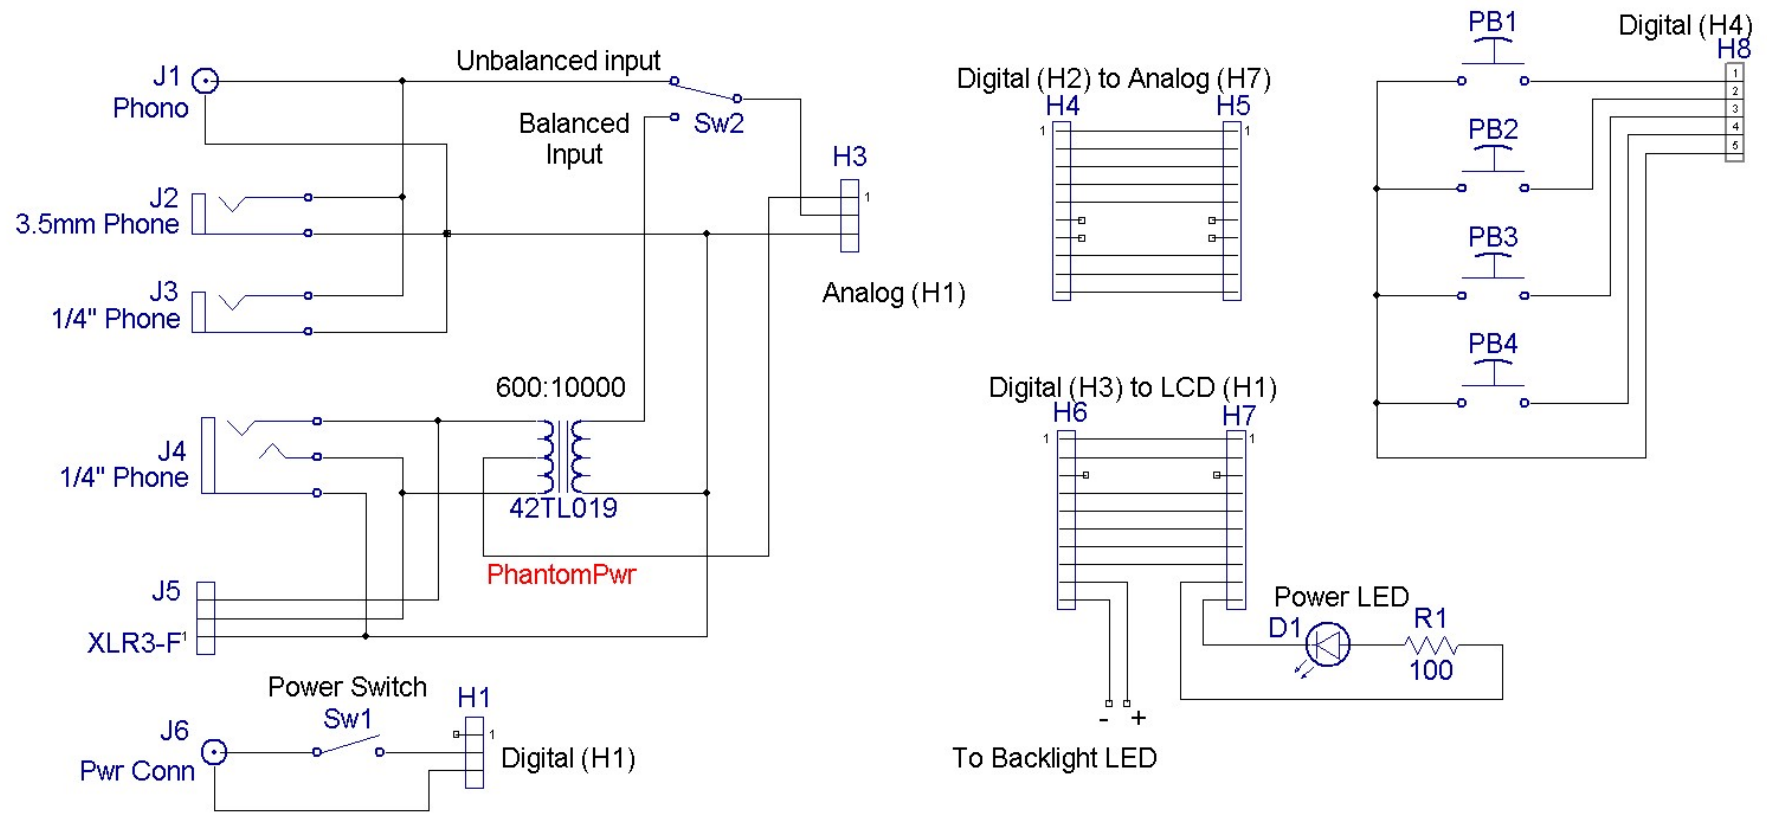 Unbalanced input
J1
Phono
Balanced
Input
Sw2
H3
1
J2
3.5mm Phone
J3
1/4" Phone
Analog (H1)
600:10000
J4
1/4" Phone
42TL019
PhantomPwr
J5
XLR3-F
1
Power Switch
Sw1
H1
1
J6
Pwr Conn
Digital (H1)
Digital (H2) to Analog (H7)
H4
H5
1
1
Digital (H3) to LCD (H1)
H6
H7
1
1
Power LED
D1
R1
100
- +
To Backlight LED
PB1
PB2
PB3
PB4
Digital (H4)
H8
1
2
3
4
5